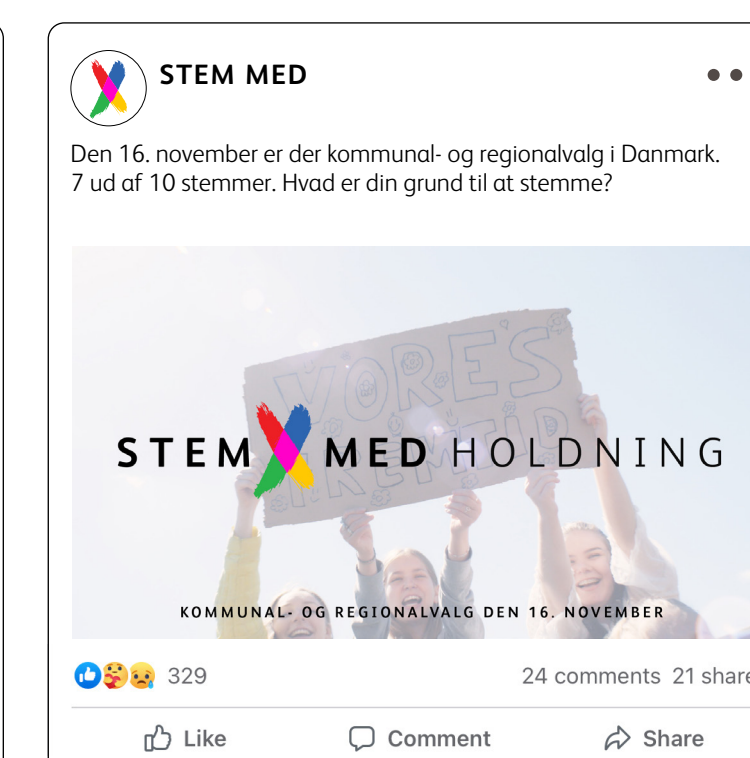 STEM MED
Den 16. november er der kommunal- og regionalvalg i Danmark.
7 ud af 10 stemmer. Hvad er din grund til at stemme?
VORES
FREMTID
STEM MED HOLDNING
KOMMUNAL- OG REGIONALVALG DEN 16. NOVEMBER
329
24 comments 21 share
Like
Comment
Share